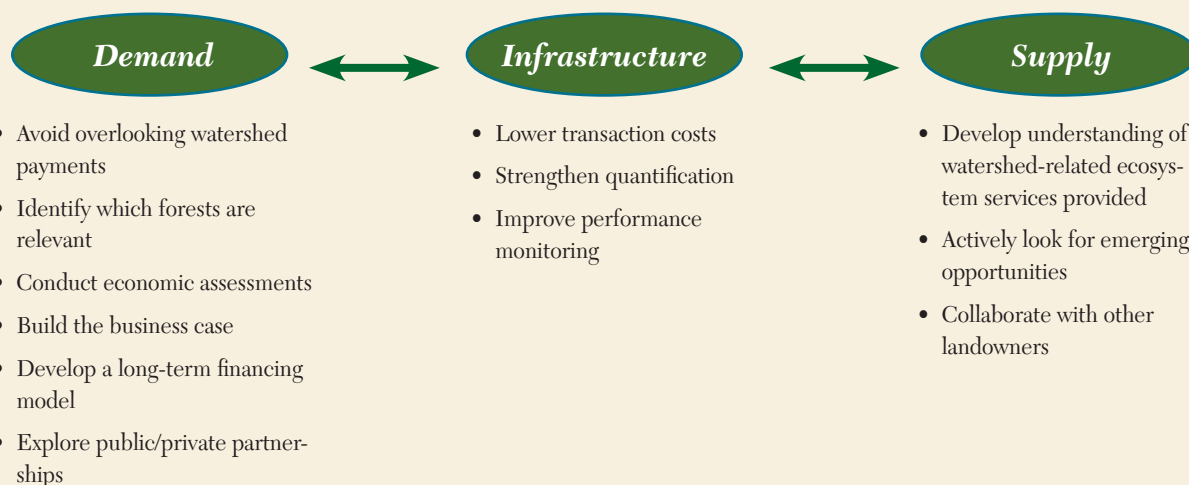 Demand
Avoid overlooking watershed
payments
Identify which forests are
relevant
Conduct economic assessments
Build the business case
Develop a long-term financing
model
Explore public/private partner-
ships
Infrastructure
• Lower transaction costs
• Strengthen quantification
• Improve performance
monitoring
Supply
• Develop understanding of
watershed-related ecosys-
tem services provided
• Actively look for emerging
opportunities
• Collaborate with other
landowners